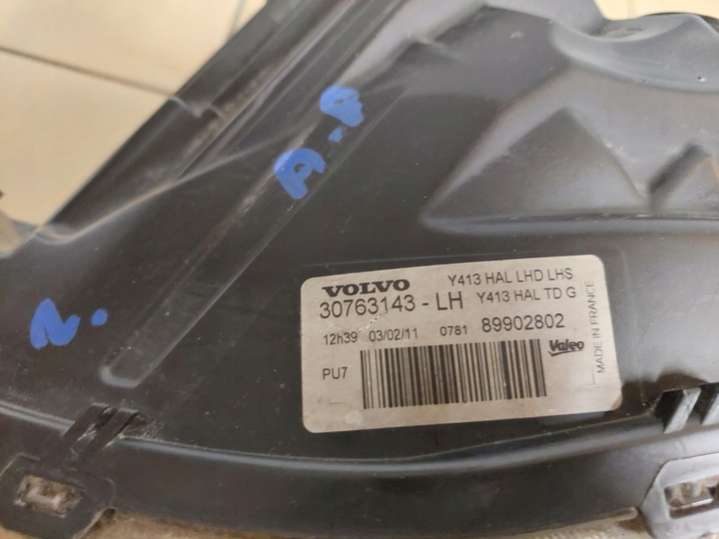 A.P
2.
VOLVO Y413 HAL LHD LHS
30763143 - LH Y413 HAL TD G
12h39 03/02/11 0781 89902802
PU7 Valeo
MADE IN FRANCE